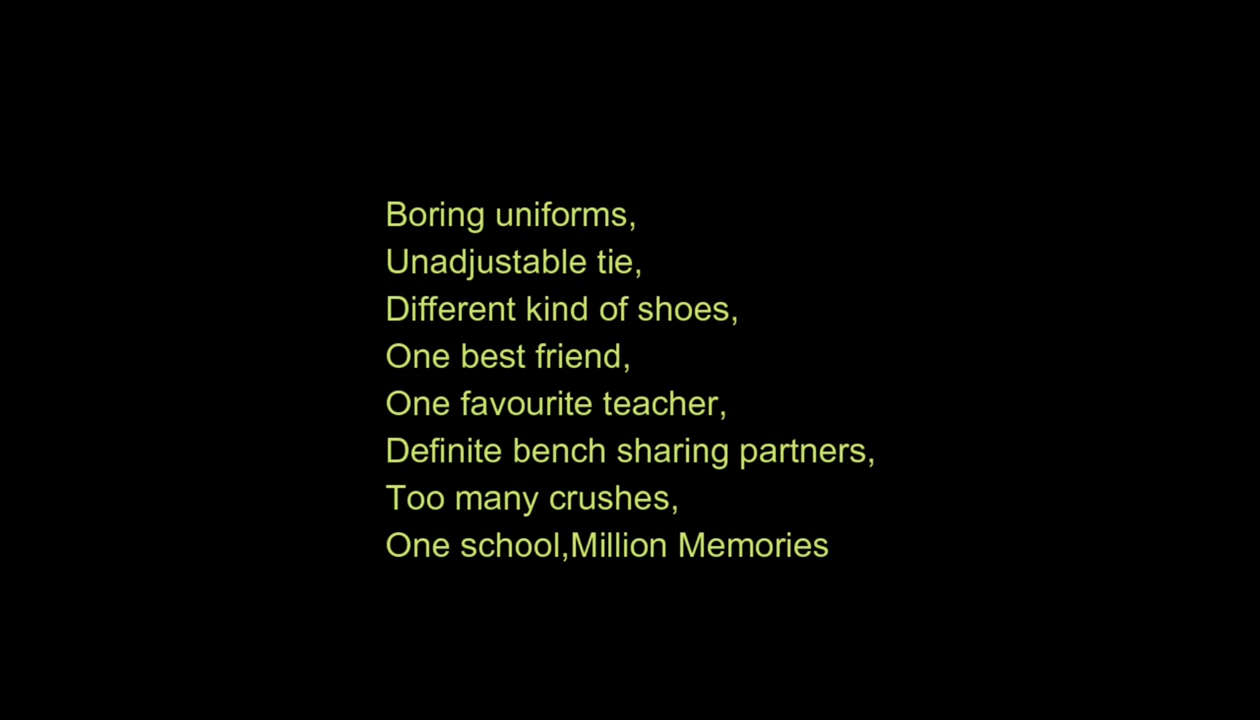 Boring uniforms,
Unadjustable tie,
Different kind of shoes,
One best friend,
One favourite teacher,
Definite bench sharing partners,
Too many crushes,
One school,Million Memories